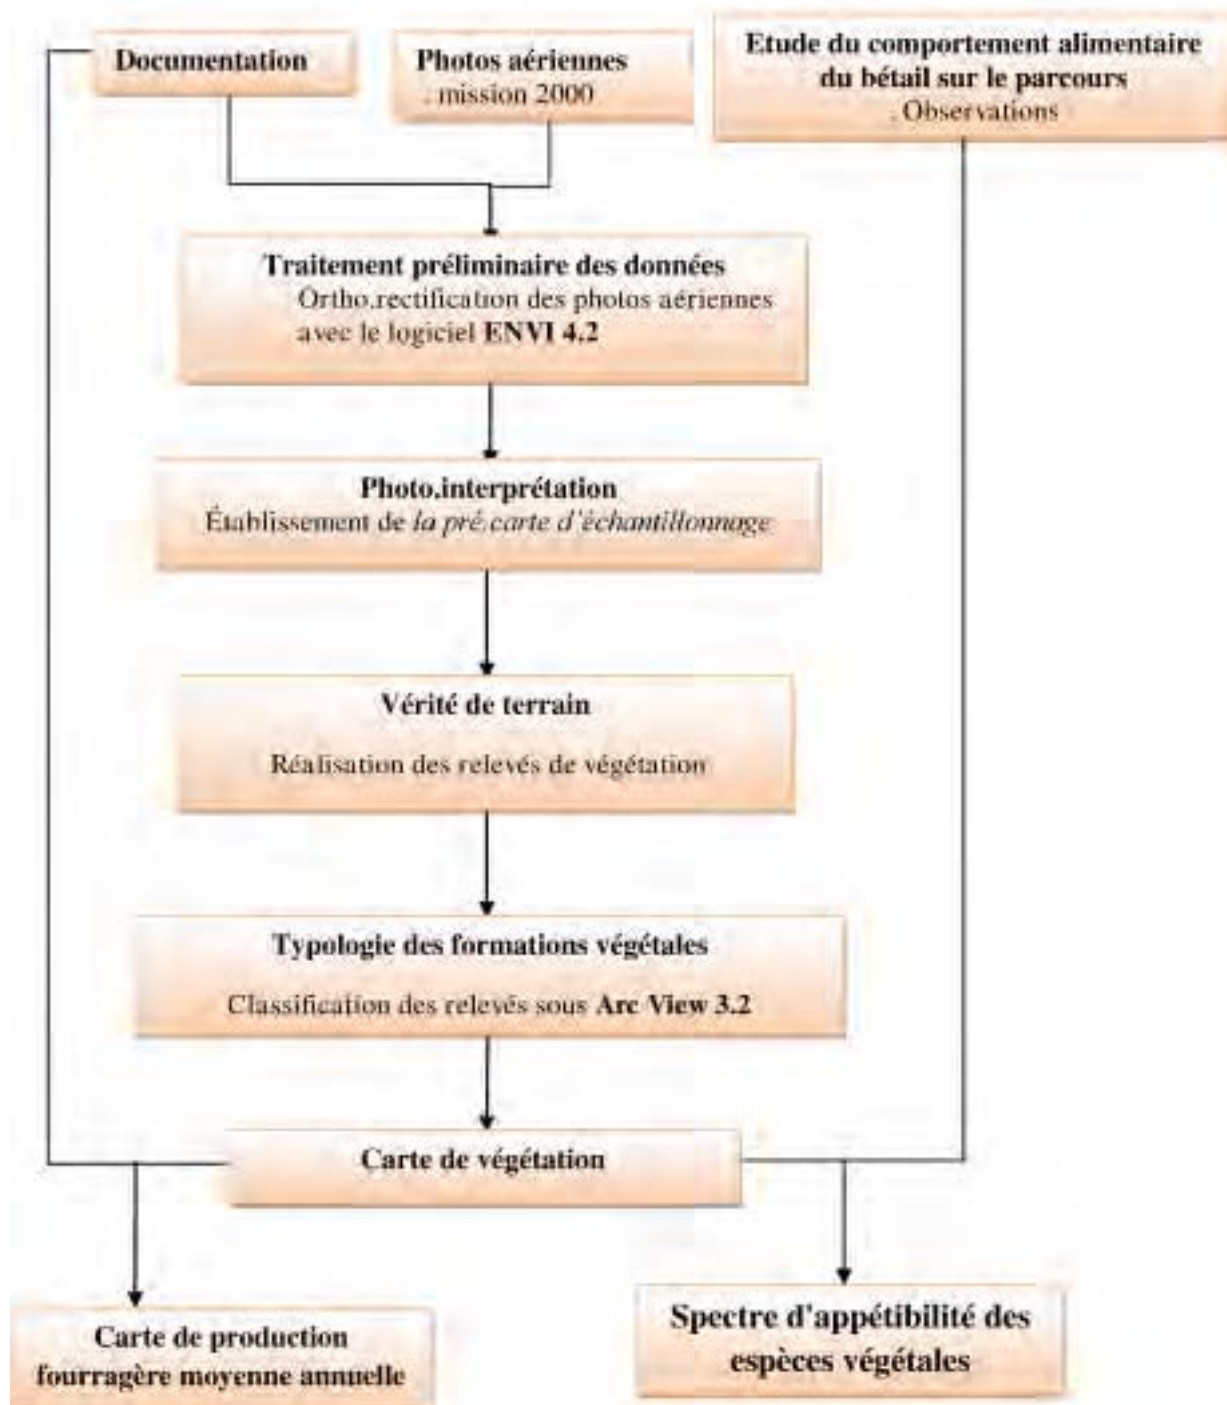 Documentation
Photos aériennes
. mission 2000
Etude du comportement alimentaire
du bétail sur le parcours
. Observations
Traitement préliminaire des données
Ortho.rectification des photos aériennes
avec le logiciel ENVI 4.2
Photo.interprétation
Établissement de la pré.carte d'échantillonnage
Vérité de terrain
Réalisation des relevés de végétation
Typologie des formations végétales
Classification des relevés sous Arc View 3.2
Carte de végétation
Carte de production
fourragère moyenne annuelle
Spectre d'appétibilité des
espèces végétales